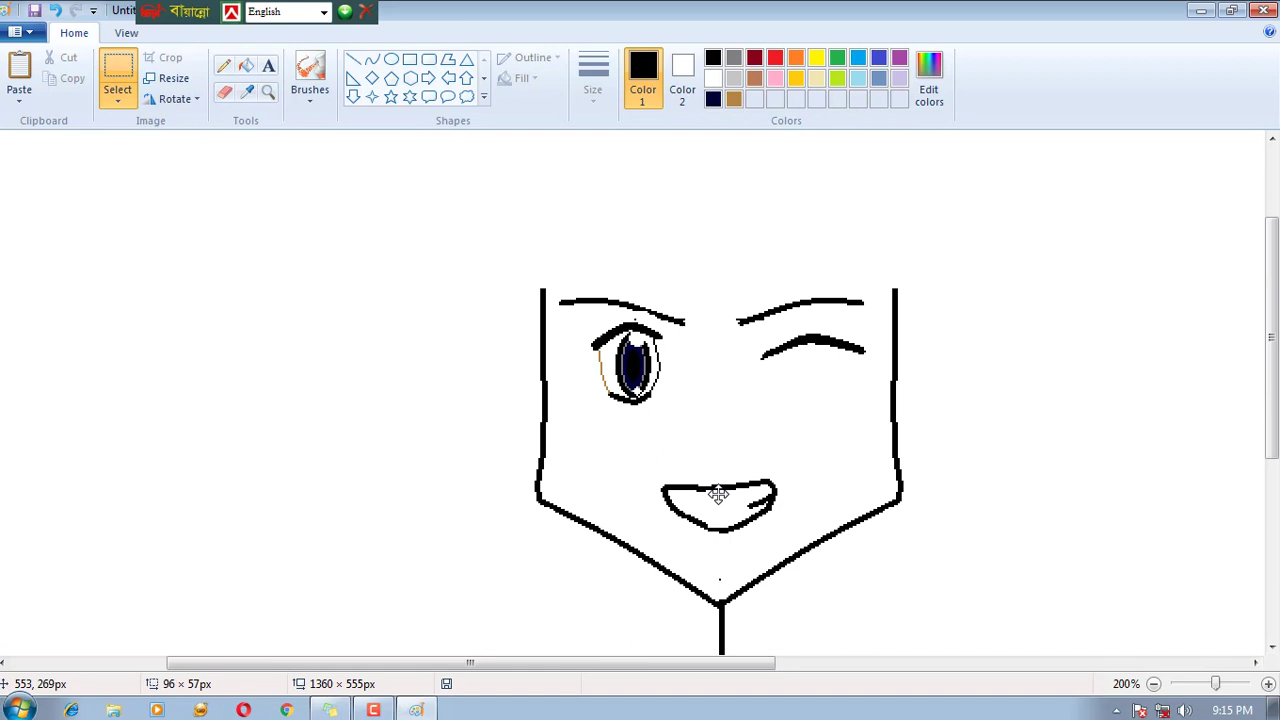 Untit
বায়ান্নো
English
Home
View
Paste
Cut
Copy
Clipboard
Select
Crop
Resize
Rotate
Image
Tools
Brushes
Outline
Fill
Shapes
Size
Color 1
Color 2
Edit colors
Colors
553, 269px
96 × 57px
1360 × 555px
200%
9:15 PM